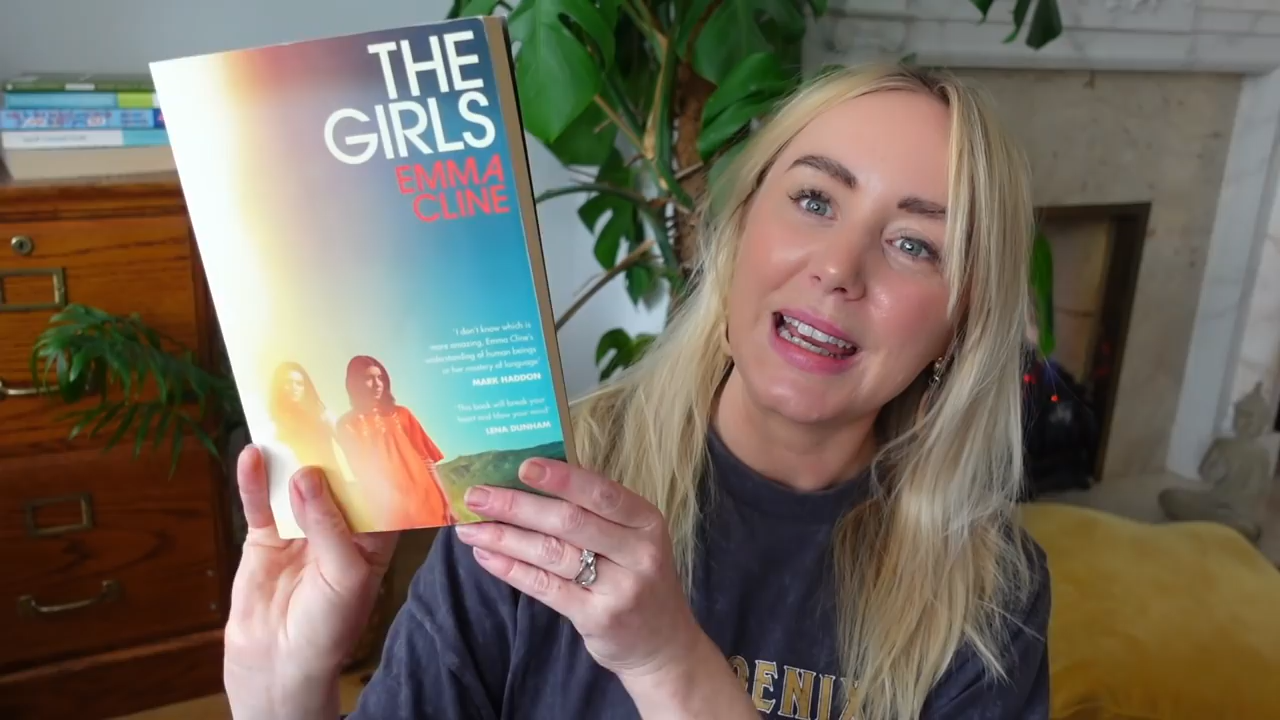 THE
GIRLS
EMMA
CLINE
'I don't know which is
more amazing, Emma Cline's
understanding of human beings
or her mastery of language'
MARK HADDON
'This book will break your
heart and blow your mind'
LENA DUNHAM
OENIX